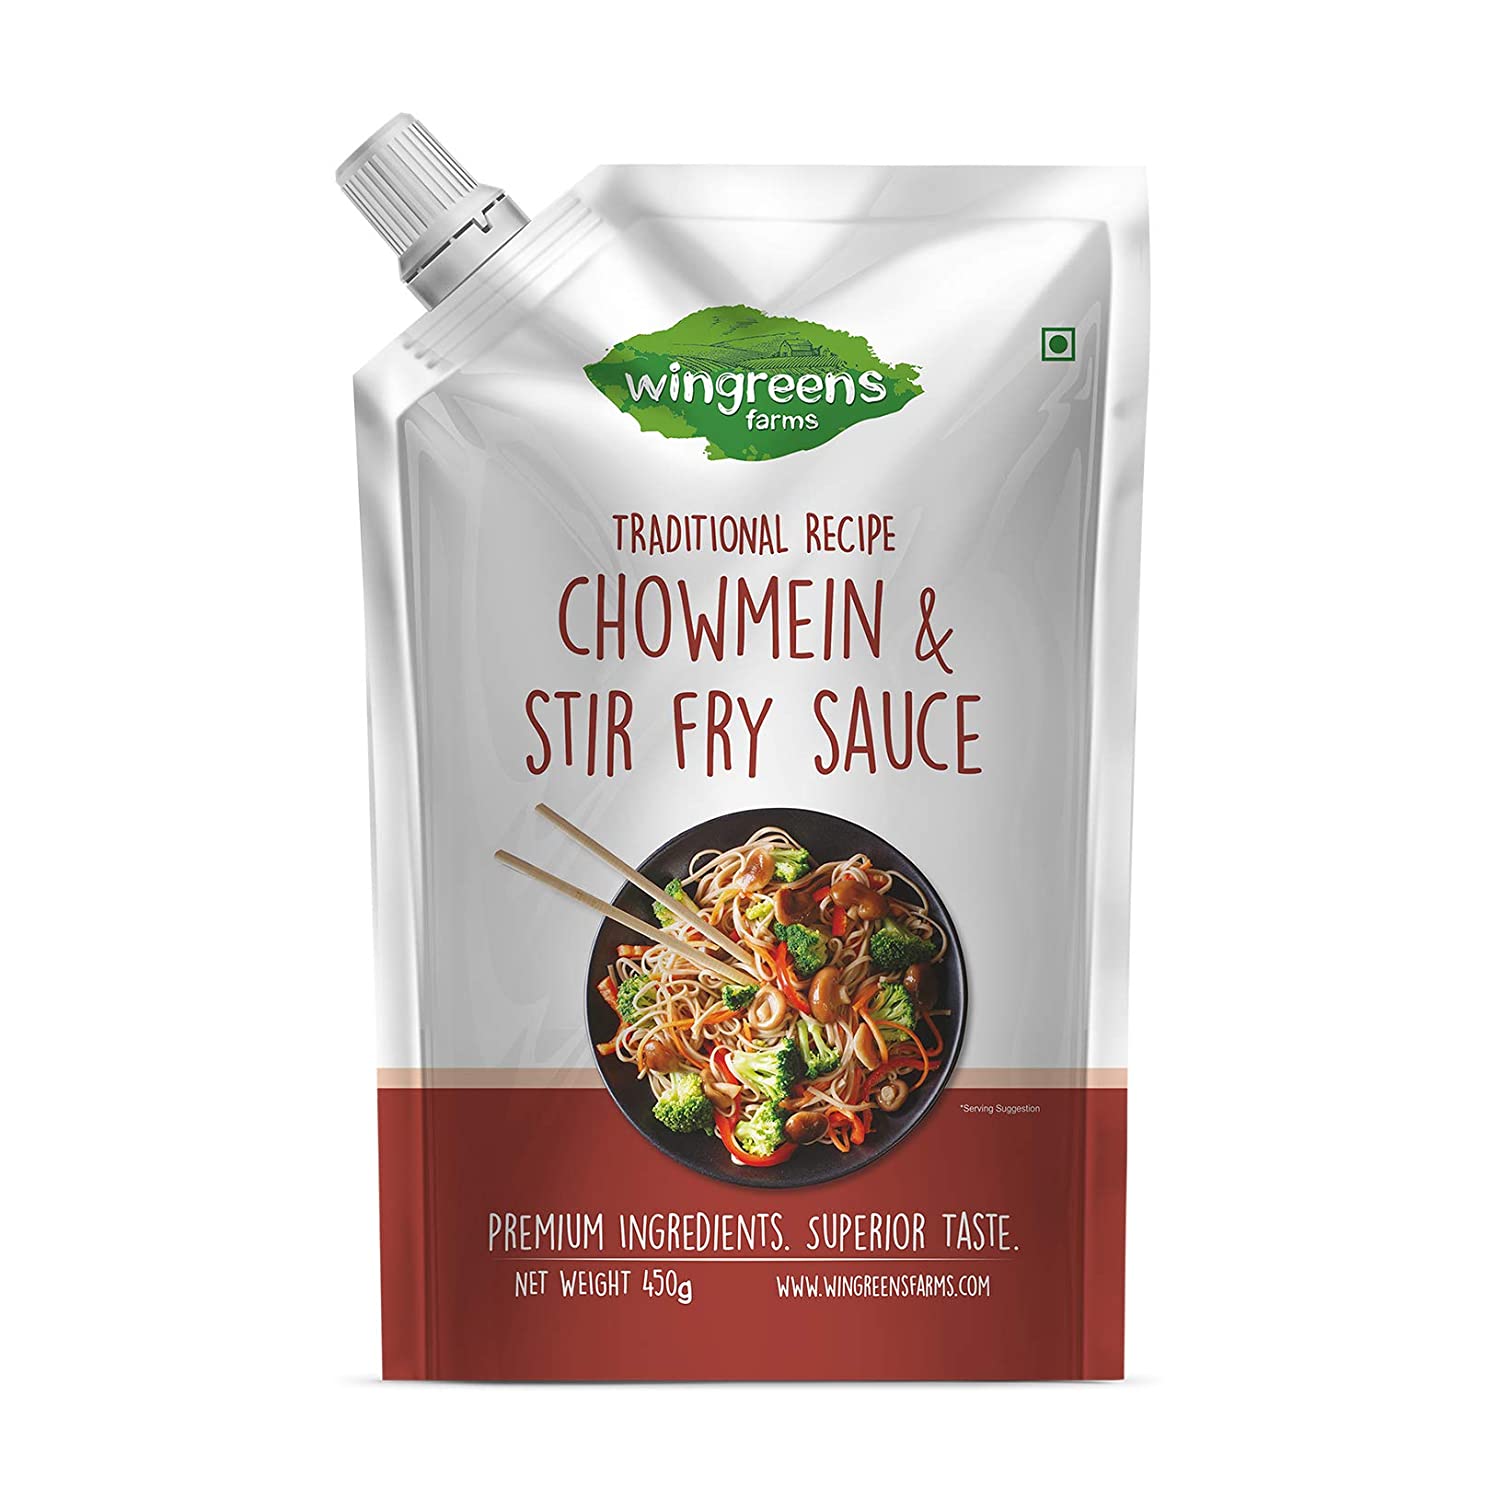 wingreens
farms
TRADITIONAL RECIPE
CHOWMEIN &
STIR FRY SAUCE
*Serving Suggestion
PREMIUM INGREDIENTS. SUPERIOR TASTE.
NET WEIGHT 450g WWW.WINGREENSFARMS.COM